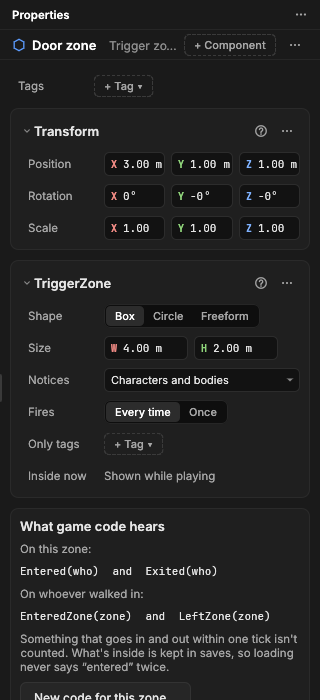 Properties
Door zone Trigger zo... + Component
Tags + Tag
Transform
Position X 3.00 m Y 1.00 m Z 1.00 m
Rotation X 0° Y -0° Z -0°
Scale X 1.00 Y 1.00 Z 1.00
TriggerZone
Shape Box Circle Freeform
Size W 4.00 m H 2.00 m
Notices Characters and bodies
Fires Every time Once
Only tags + Tag
Inside now Shown while playing
What game code hears
On this zone:
Entered(who) and Exited(who)
On whoever walked in:
EnteredZone(zone) and LeftZone(zone)
Something that goes in and out within one tick isn't
counted. What's inside is kept in saves, so loading
never says “entered” twice.
New code for this zone